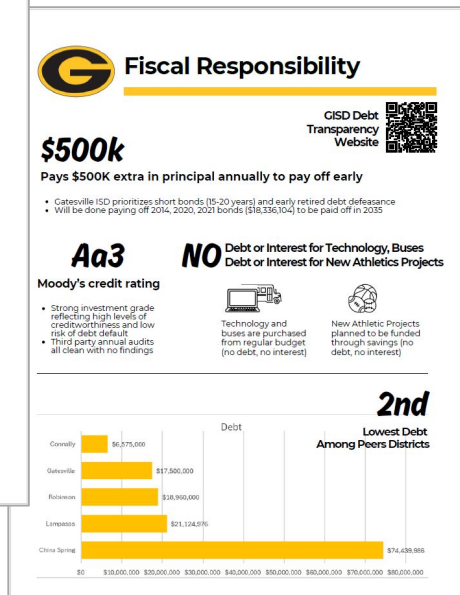 G
Fiscal Responsibility
GISD Debt
Transparency
Website
$500k
Pays $500K extra in principal annually to pay off early
• Gatesville ISD prioritizes short bonds (15-20 years) and early retired debt defeasance
• Will be done paying off 2014, 2020, 2021 bonds ($18,336,104) to be paid off in 2035
Aa3
Moody's credit rating
• Strong investment grade
reflecting high levels of
creditworthiness and low
risk of debt default
• Third party annual audits
all clean with no findings
NO Debt or Interest for Technology, Buses
Debt or Interest for New Athletics Projects
Technology and
buses are purchased
from regular budget
(no debt, no interest)
New Athletic Projects
planned to be funded
through savings (no
debt, no interest)
2nd
Lowest Debt
Among Peers Districts
Debt
Connally $6,575,000
Gatesville $17,500,000
Robinson $18,960,000
Lampasas $21,124,976
China Spring $74,439,986
$0 $10,000,000 $20,000,000 $30,000,000 $40,000,000 $50,000,000 $60,000,000 $70,000,000 $80,000,000